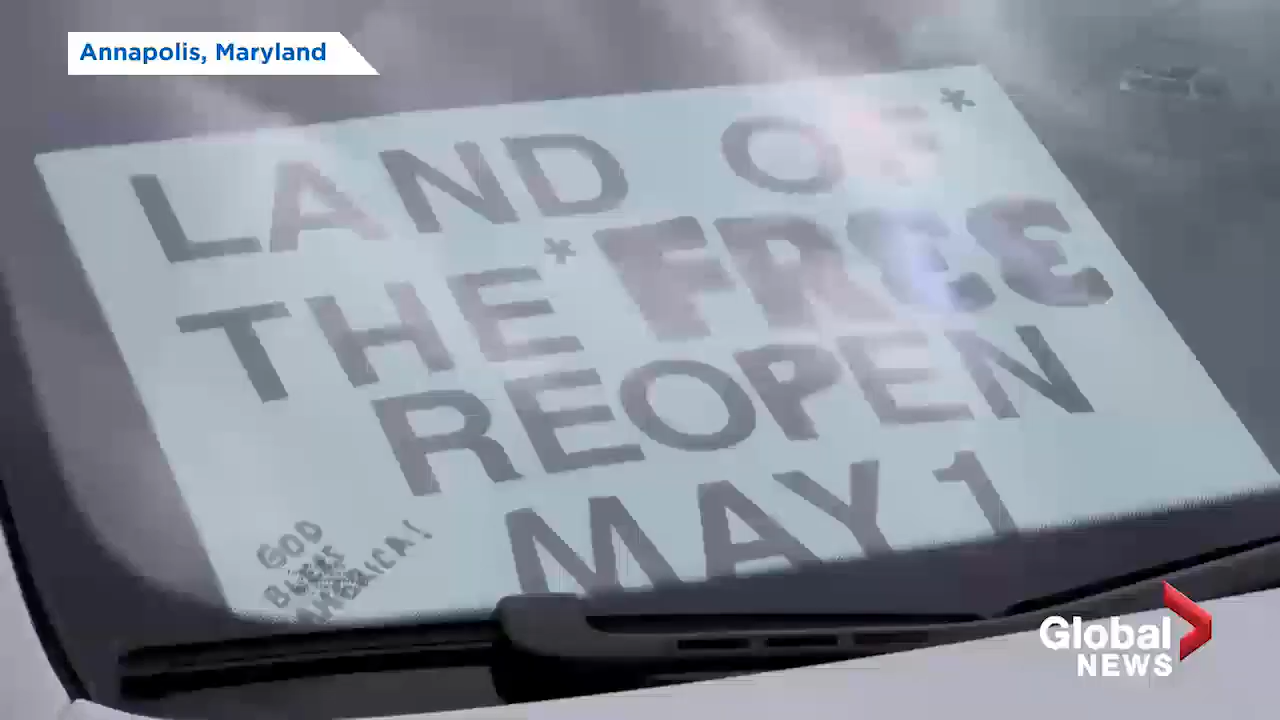 Annapolis, Maryland
LAND OF*
THE *FREE
REOPEN
MAY 1
GOD
BLESS
AMERICA!
Global
NEWS